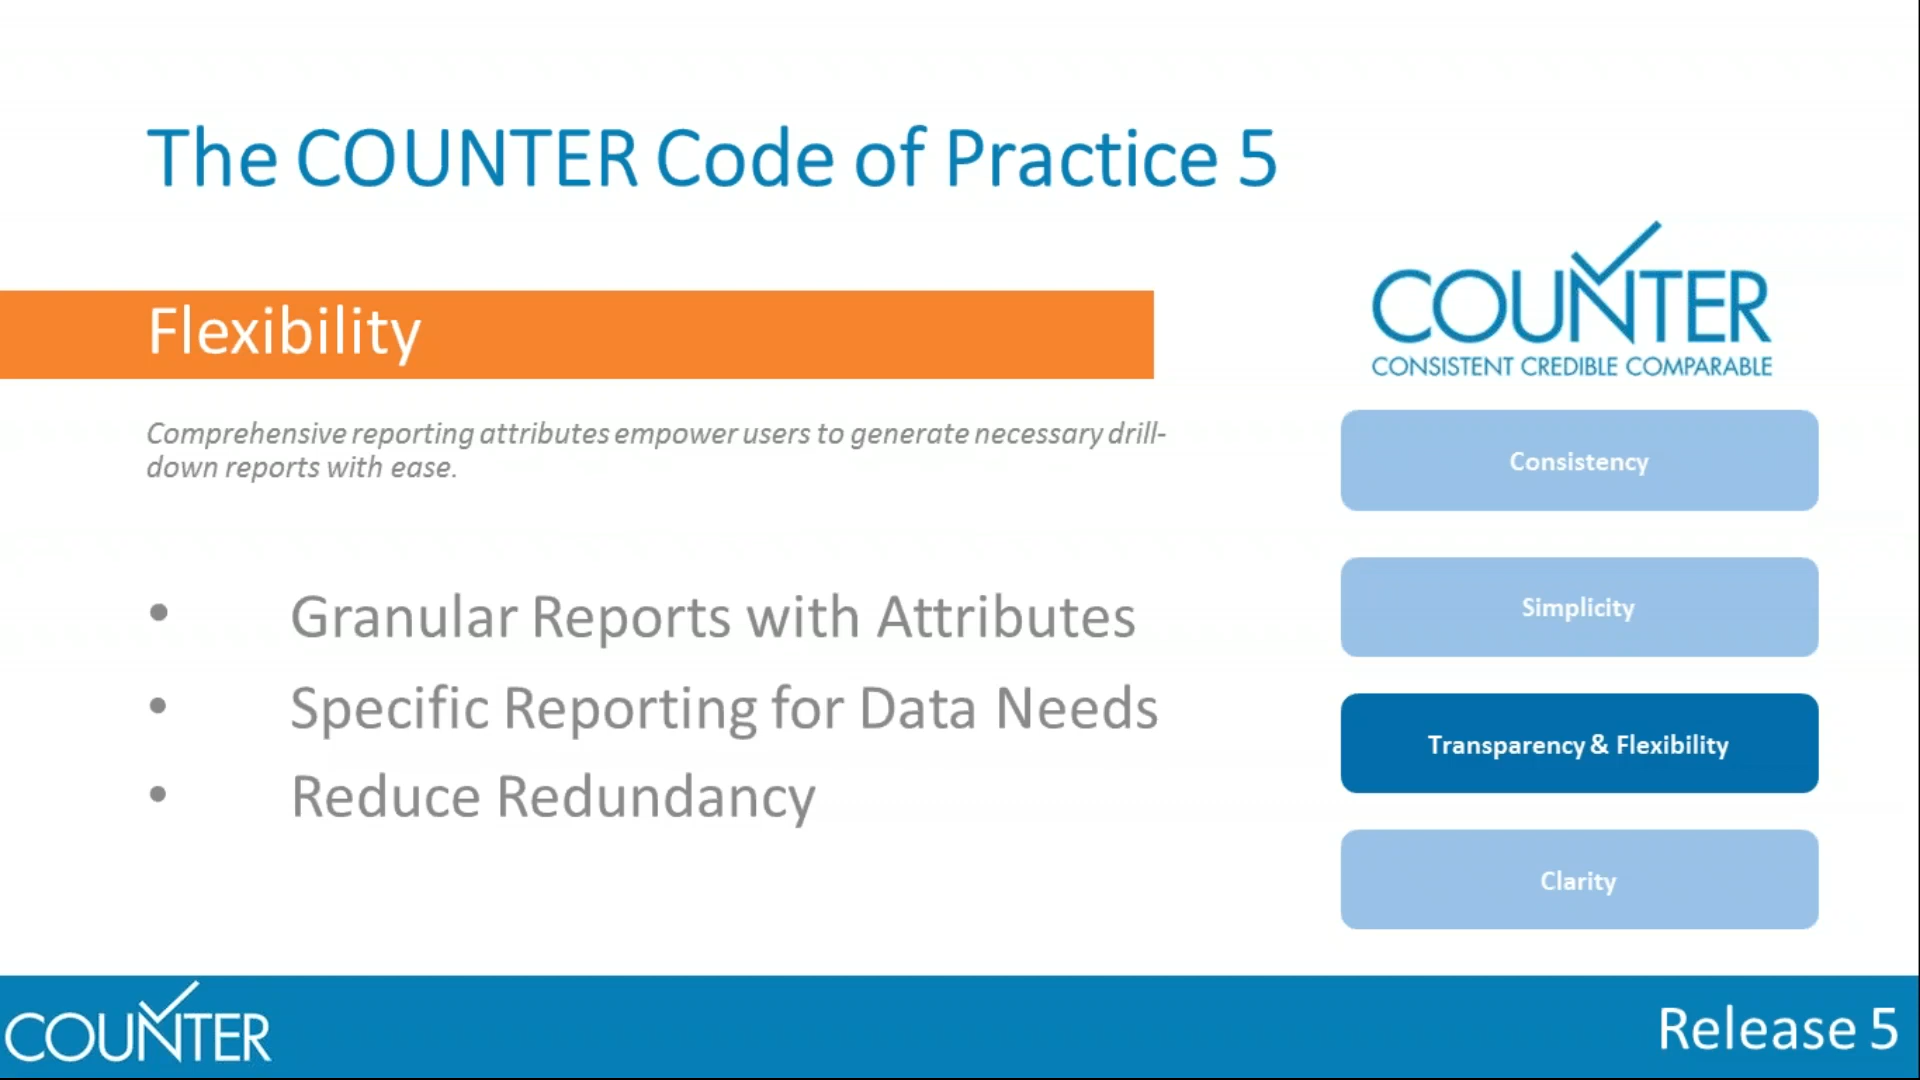 The COUNTER Code of Practice 5
Flexibility
Comprehensive reporting attributes empower users to generate necessary drill-
down reports with ease.
• Granular Reports with Attributes
• Specific Reporting for Data Needs
• Reduce Redundancy
COUNTER
CONSISTENT CREDIBLE COMPARABLE
Consistency
Simplicity
Transparency & Flexibility
Clarity
COUNTER
Release 5